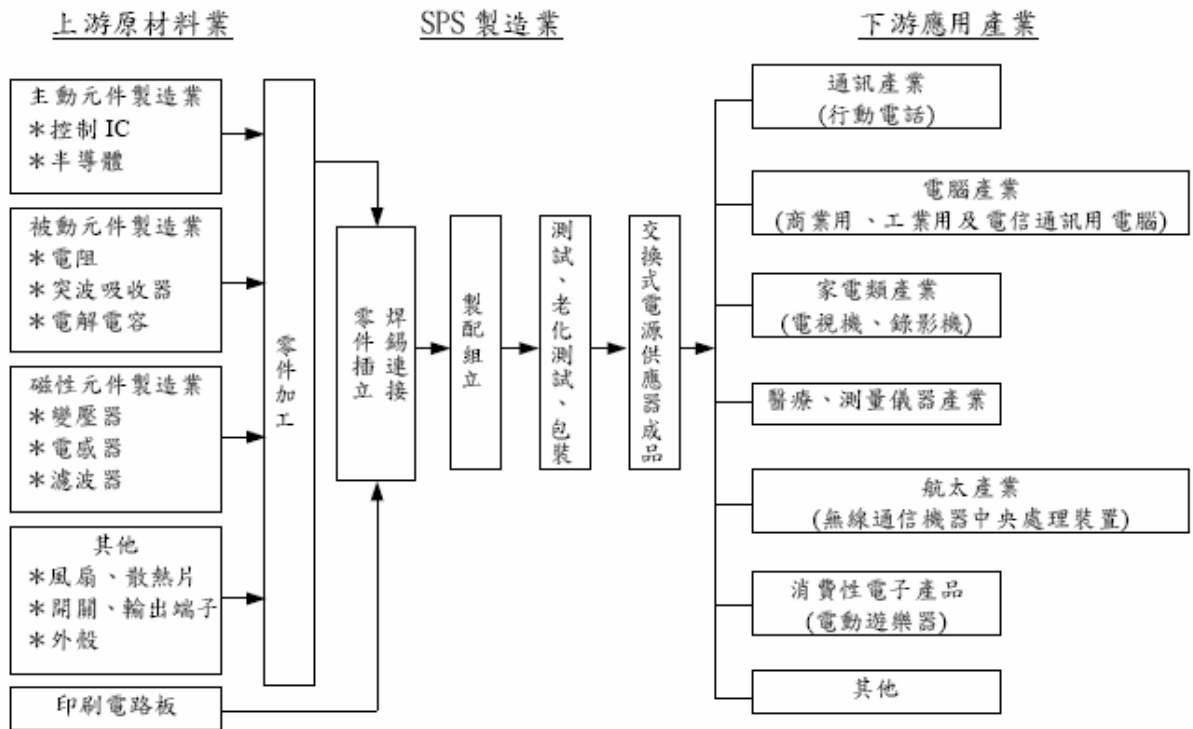 上游原材料業
SPS 製造業
下游應用產業
主動元件製造業
＊控制 IC
＊半導體
被動元件製造業
＊電阻
＊突波吸收器
＊電解電容
磁性元件製造業
＊變壓器
＊電感器
＊濾波器
其他
＊風扇、散熱片
＊開關、輸出端子
＊外殼
印刷電路板
零件加工
零件插立
焊錫連接
製配組立
測試、老化測試、包裝
交換式電源供應器成品
通訊產業
(行動電話)
電腦產業
(商業用、工業用及電信通訊用電腦)
家電類產業
(電視機、錄影機)
醫療、測量儀器產業
航太產業
(無線通信機器中央處理裝置)
消費性電子產品
(電動遊樂器)
其他